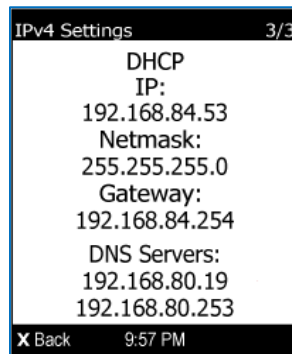 IPv4 Settings 3/3
DHCP
IP:
192.168.84.53
Netmask:
255.255.255.0
Gateway:
192.168.84.254
DNS Servers:
192.168.80.19
192.168.80.253
X Back 9:57 PM